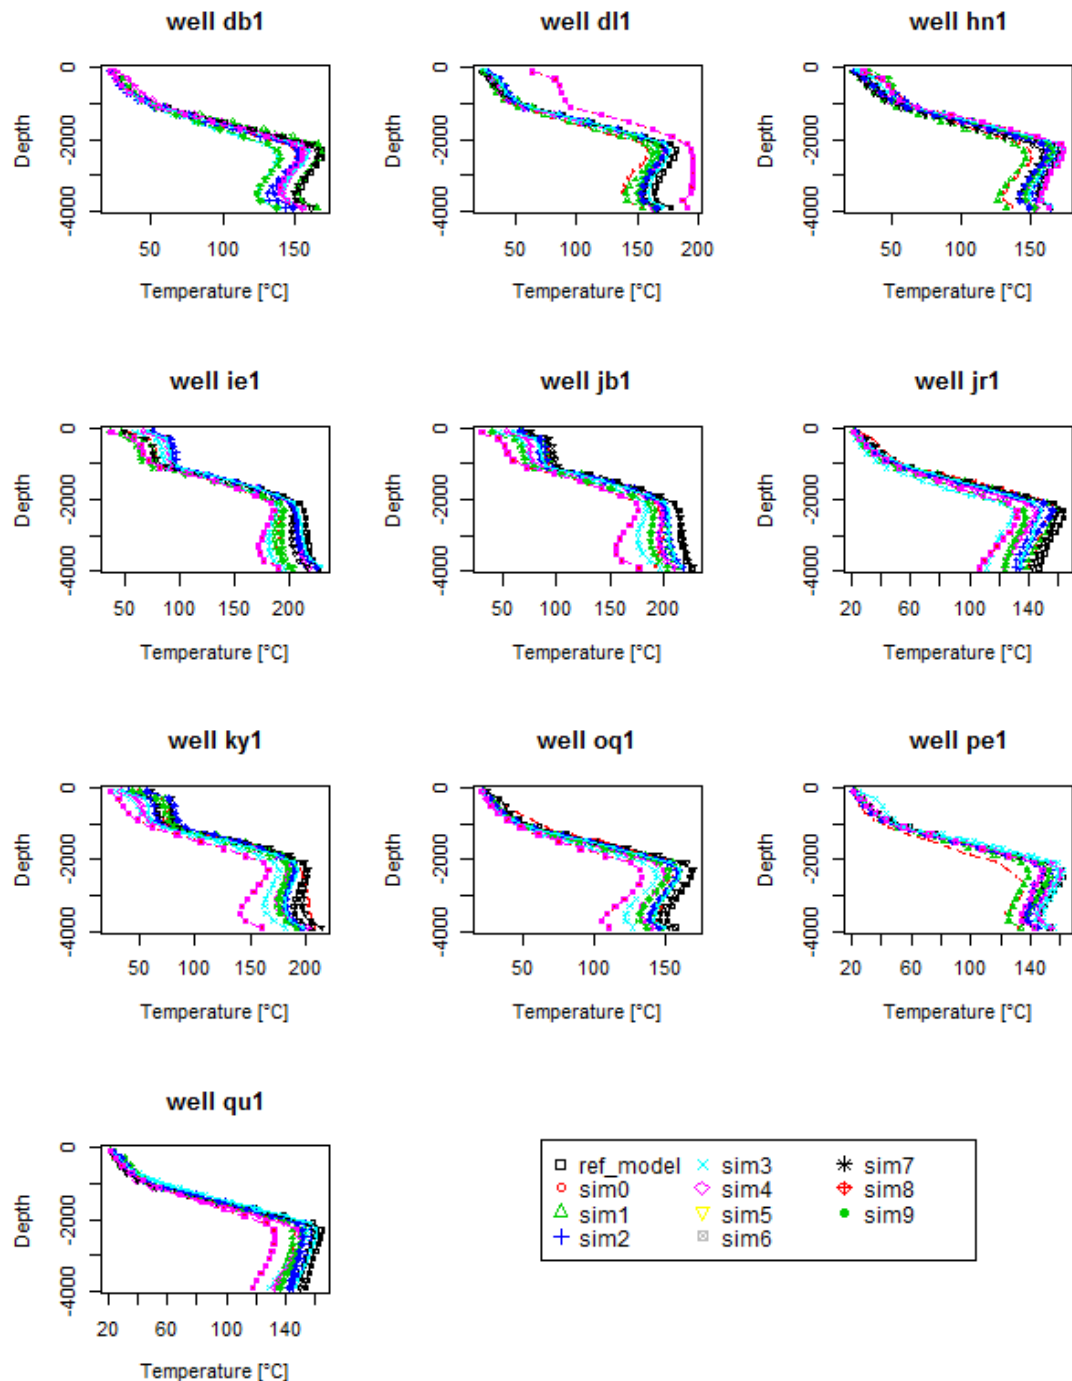 well db1
well dl1
well hn1
Depth
0
-2000
-4000
50
150
Temperature [°C]
Depth
0
-2000
-4000
50
100
150
200
Temperature [°C]
Depth
0
-2000
-4000
50
100
150
Temperature [°C]
well ie1
well jb1
well jr1
Depth
0
-2000
-4000
50
100
150
200
Temperature [°C]
Depth
0
-2000
-4000
50
100
150
200
Temperature [°C]
Depth
0
-2000
-4000
20
60
100
140
Temperature [°C]
well ky1
well oq1
well pe1
Depth
0
-2000
-4000
50
100
150
200
Temperature [°C]
Depth
0
-2000
-4000
50
100
150
Temperature [°C]
Depth
0
-2000
-4000
20
60
100
140
Temperature [°C]
well qu1
Depth
0
-2000
-4000
20
60
100
140
Temperature [°C]
ref_model
sim0
sim1
sim2
sim3
sim4
sim5
sim6
sim7
sim8
sim9